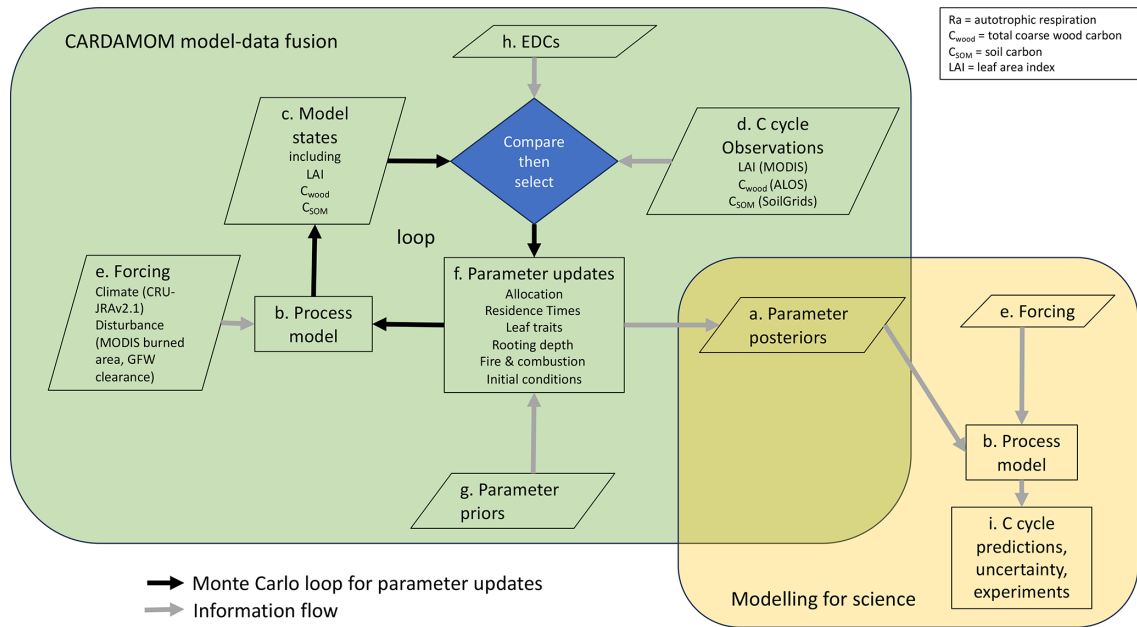 CARDAMOM model-data fusion
h. EDCs
Ra = autotrophic respiration
Cwood = total coarse wood carbon
CSOM = soil carbon
LAI = leaf area index
c. Model
states
including
LAI
Cwood
CSOM
Compare
then
select
d. C cycle
Observations
LAI (MODIS)
Cwood (ALOS)
CSOM (SoilGrids)
loop
e. Forcing
Climate (CRU-
JRAv2.1)
Disturbance
(MODIS burned
area, GFW
clearance)
b. Process
model
f. Parameter updates
Allocation
Residence Times
Leaf traits
Rooting depth
Fire & combustion
Initial conditions
a. Parameter
posteriors
e. Forcing
b. Process
model
g. Parameter
priors
i. C cycle
predictions,
uncertainty,
experiments
Monte Carlo loop for parameter updates
Information flow
Modelling for science